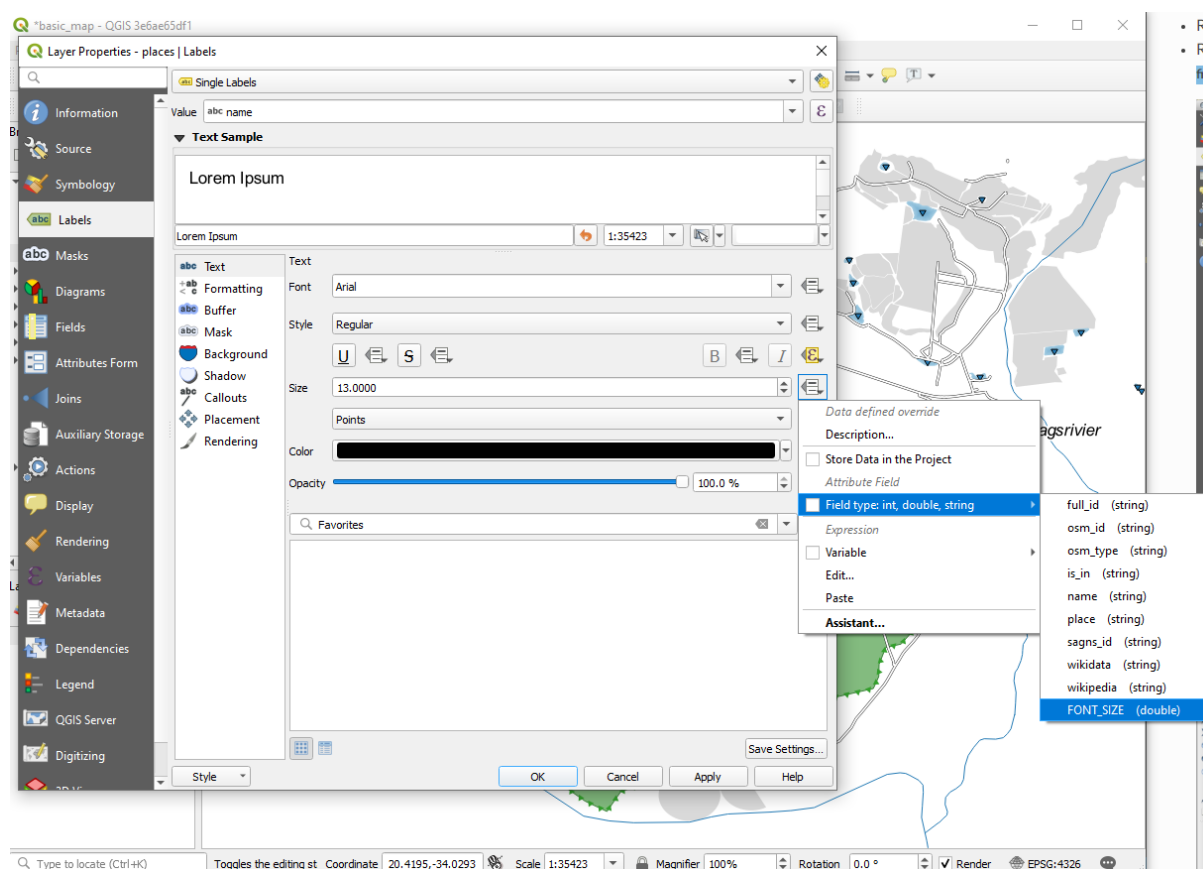 *basic_map - QGIS 3e6ae65df1
Layer Properties - places | Labels
Single Labels
Value abc name
Text Sample
Lorem Ipsum
Lorem Ipsum
1:35423
Information
Source
Symbology
abc Labels
abc Masks
Diagrams
Fields
Attributes Form
Joins
Auxiliary Storage
Actions
Display
Rendering
Variables
Metadata
Dependencies
Legend
QGIS Server
Digitizing
abc Text
Formatting
abc Buffer
abc Mask
Background
Shadow
abc Callouts
Placement
Rendering
Text
Font Arial
Style Regular
U S B I
Size 13.0000
Points
Color
Opacity 100.0 %
Favorites
Save Settings...
Style OK Cancel Apply Help
Data defined override
Description...
Store Data in the Project
Attribute Field
Field type: int, double, string
Expression
Variable
Edit...
Paste
Assistant...
full_id (string)
osm_id (string)
osm_type (string)
is_in (string)
name (string)
place (string)
sagns_id (string)
wikidata (string)
wikipedia (string)
FONT_SIZE (double)
agsrivier
Type to locate (Ctrl+K) Toggles the editing st Coordinate 20.4195,-34.0293 Scale 1:35423 Magnifier 100% Rotation 0.0 ° Render EPSG:4326